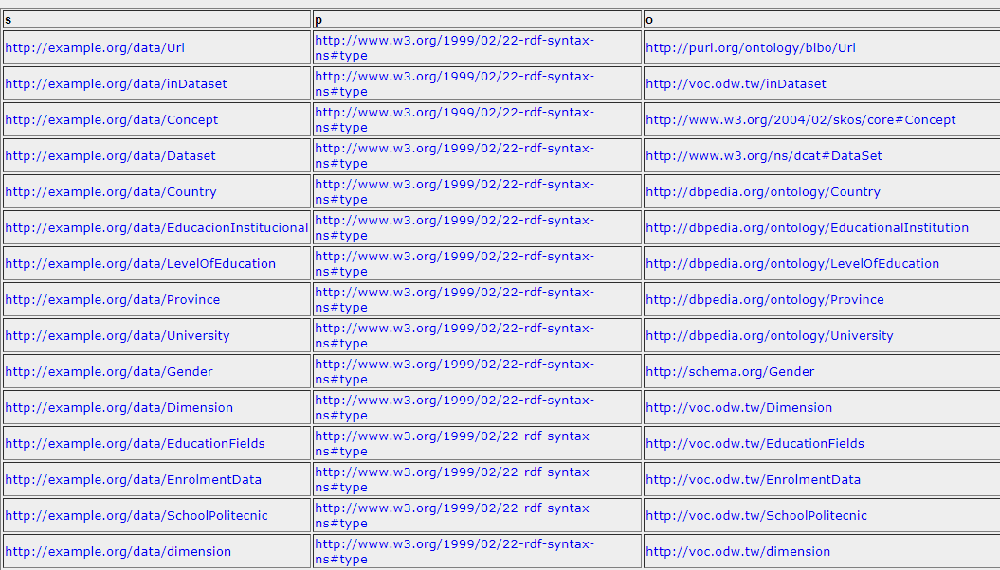 s p o
http://example.org/data/Uri http://www.w3.org/1999/02/22-rdf-syntax-
ns#type http://purl.org/ontology/bibo/Uri
http://example.org/data/inDataset http://www.w3.org/1999/02/22-rdf-syntax-
ns#type http://voc.odw.tw/inDataset
http://example.org/data/Concept http://www.w3.org/1999/02/22-rdf-syntax-
ns#type http://www.w3.org/2004/02/skos/core#Concept
http://example.org/data/Dataset http://www.w3.org/1999/02/22-rdf-syntax-
ns#type http://www.w3.org/ns/dcat#DataSet
http://example.org/data/Country http://www.w3.org/1999/02/22-rdf-syntax-
ns#type http://dbpedia.org/ontology/Country
http://example.org/data/EducacionInstitucional http://www.w3.org/1999/02/22-rdf-syntax-
ns#type http://dbpedia.org/ontology/EducationalInstitution
http://example.org/data/LevelOfEducation http://www.w3.org/1999/02/22-rdf-syntax-
ns#type http://dbpedia.org/ontology/LevelOfEducation
http://example.org/data/Province http://www.w3.org/1999/02/22-rdf-syntax-
ns#type http://dbpedia.org/ontology/Province
http://example.org/data/University http://www.w3.org/1999/02/22-rdf-syntax-
ns#type http://dbpedia.org/ontology/University
http://example.org/data/Gender http://www.w3.org/1999/02/22-rdf-syntax-
ns#type http://schema.org/Gender
http://example.org/data/Dimension http://www.w3.org/1999/02/22-rdf-syntax-
ns#type http://voc.odw.tw/Dimension
http://example.org/data/EducationFields http://www.w3.org/1999/02/22-rdf-syntax-
ns#type http://voc.odw.tw/EducationFields
http://example.org/data/EnrolmentData http://www.w3.org/1999/02/22-rdf-syntax-
ns#type http://voc.odw.tw/EnrolmentData
http://example.org/data/SchoolPolitecnic http://www.w3.org/1999/02/22-rdf-syntax-
ns#type http://voc.odw.tw/SchoolPolitecnic
http://example.org/data/dimension http://www.w3.org/1999/02/22-rdf-syntax-
ns#type http://voc.odw.tw/dimension